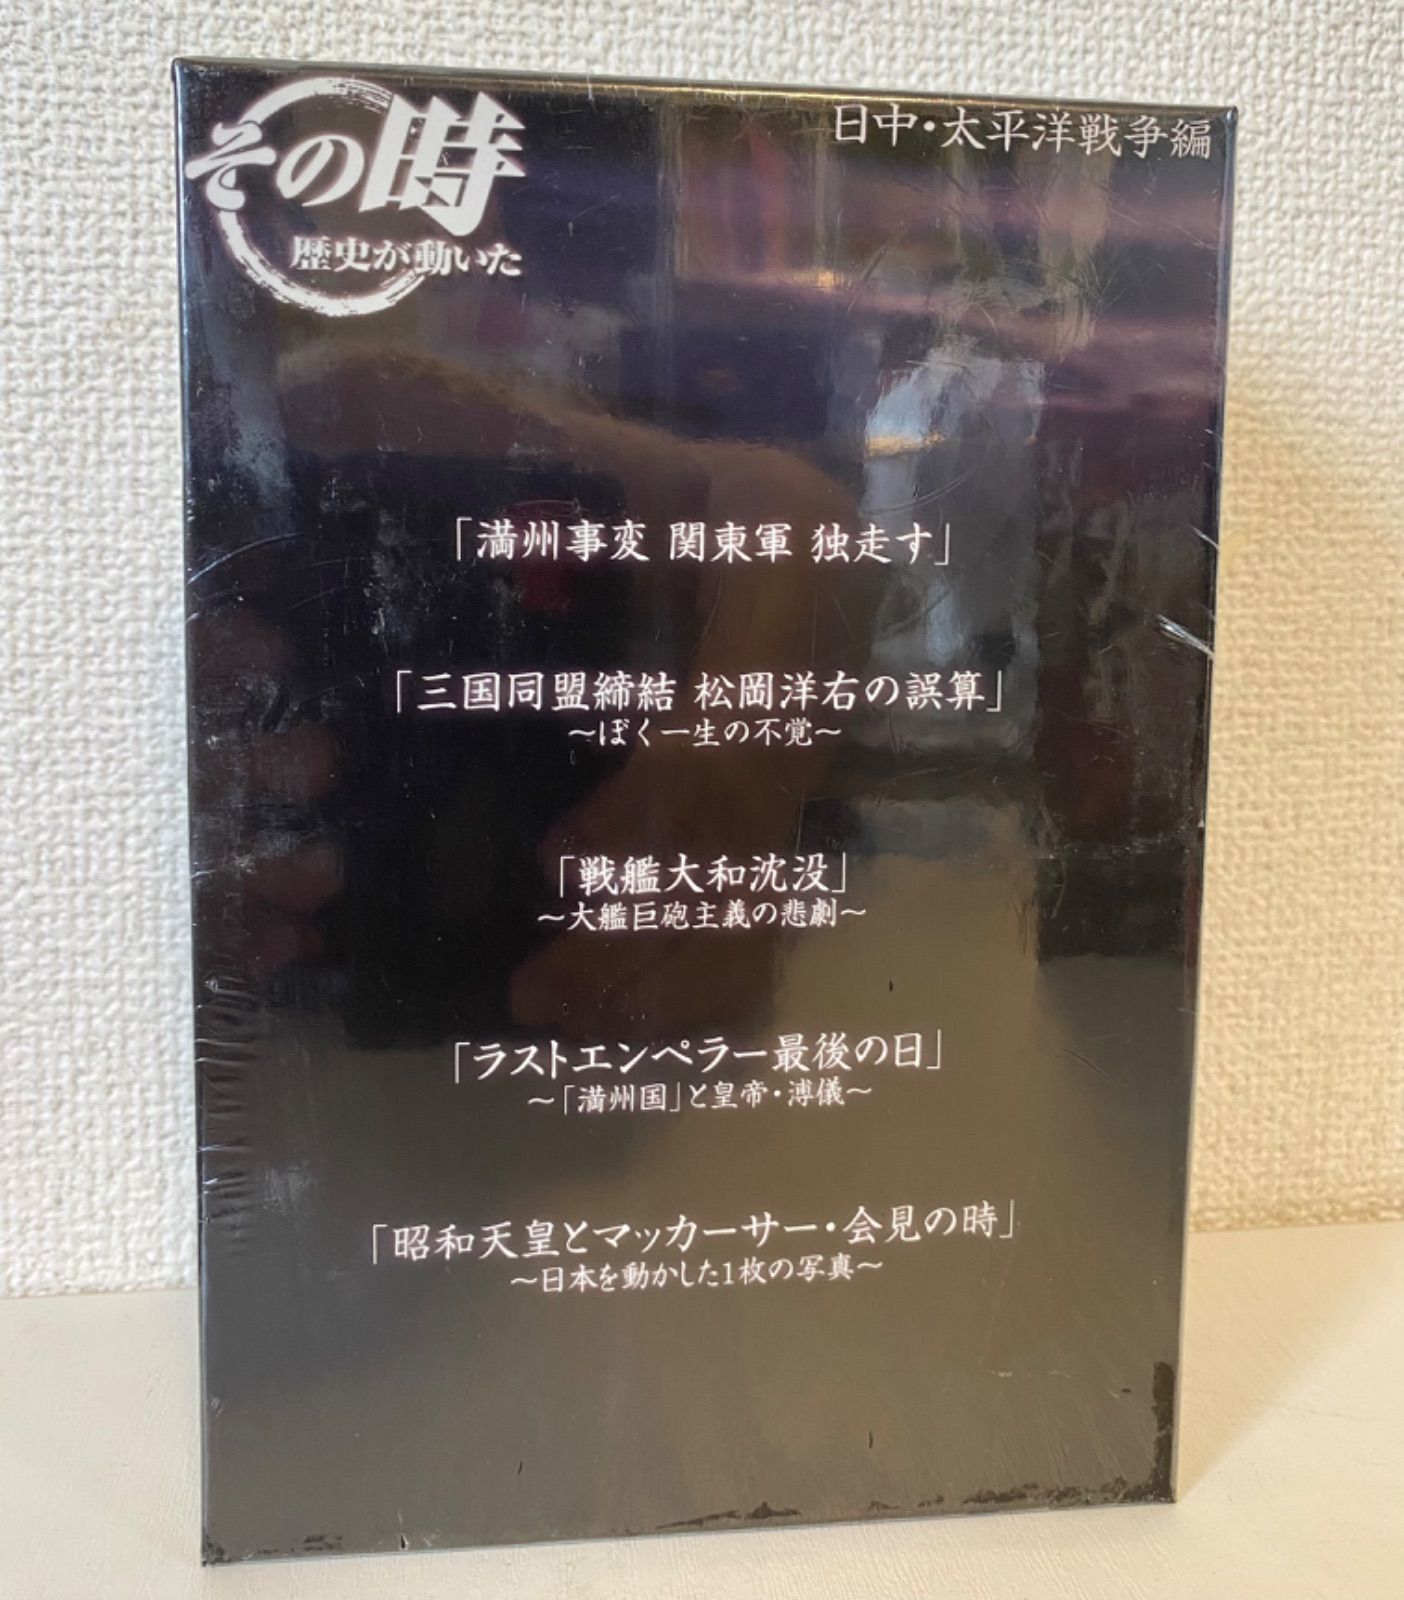 その時
歴史が動いた
日中・太平洋戦争編
「満州事変 関東軍 独走す」
「三国同盟締結 松岡洋右の誤算」
～ぼく一生の不覚～
「戦艦大和沈没」
～大艦巨砲主義の悲劇～
「ラストエンペラー最後の日」
～「満州国」と皇帝・溥儀～
「昭和天皇とマッカーサー・会見の時」
～日本を動かした1枚の写真～